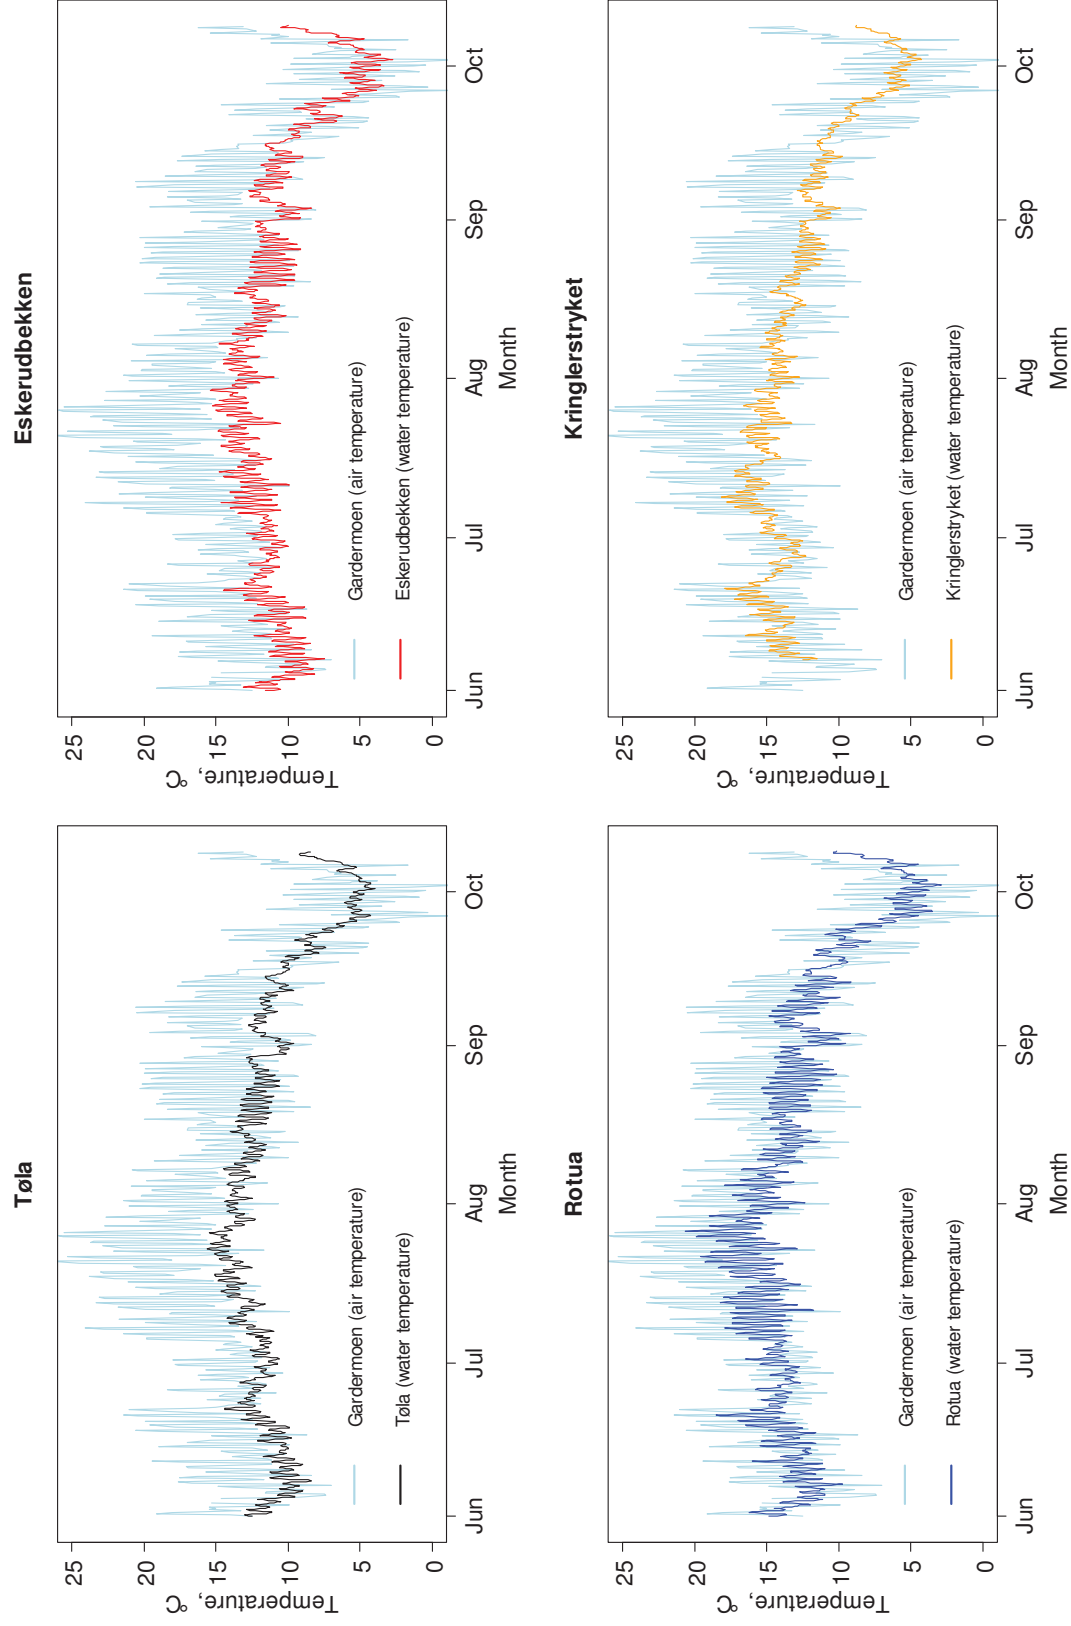 Tøla
Temperature, °C
25
20
15
10
5
0
Gardermoen (air temperature)
Tøla (water temperature)
Jun
Jul
Aug
Sep
Oct
Month
Eskerudbekken
Temperature, °C
25
20
15
10
5
0
Gardermoen (air temperature)
Eskerudbekken (water temperature)
Jun
Jul
Aug
Sep
Oct
Month
Rotua
Temperature, °C
25
20
15
10
5
0
Gardermoen (air temperature)
Rotua (water temperature)
Jun
Jul
Aug
Sep
Oct
Month
Kringlerstryket
Temperature, °C
25
20
15
10
5
0
Gardermoen (air temperature)
Kringlerstryket (water temperature)
Jun
Jul
Aug
Sep
Oct
Month